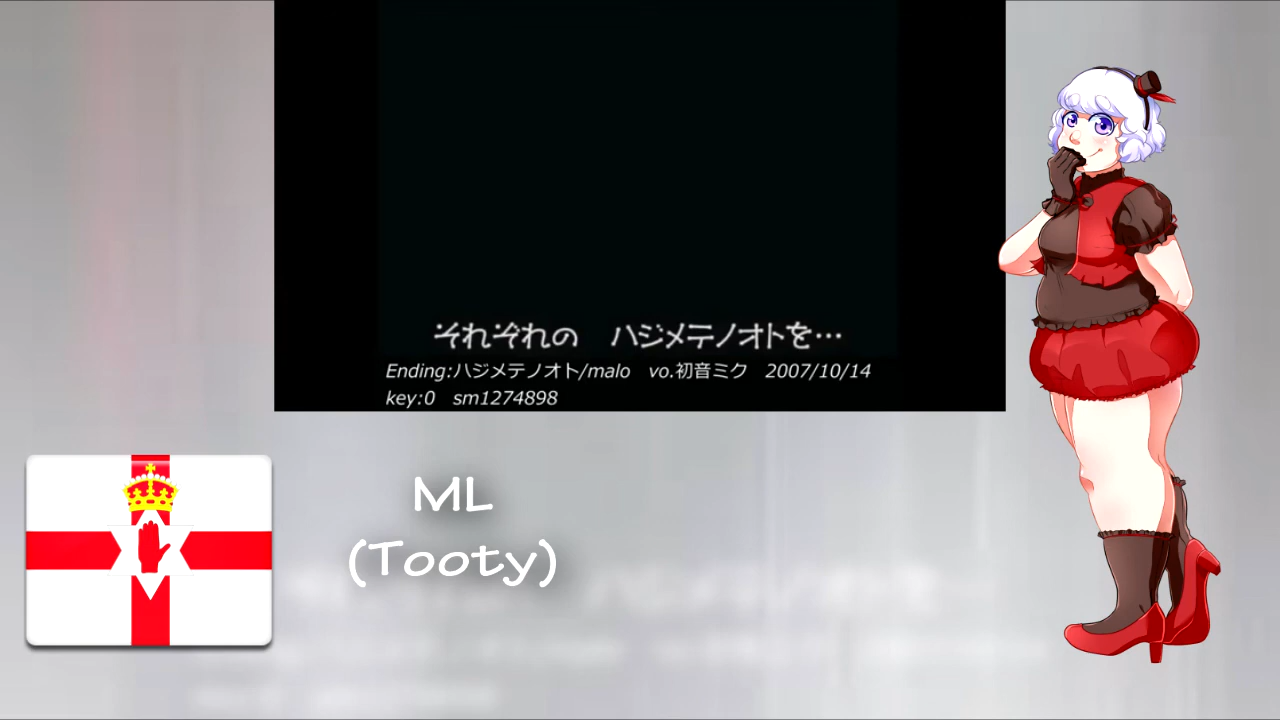 それぞれの　ハジメテノオトを…
Ending:ハジメテノオト/malo　vo.初音ミク　2007/10/14
key:0　sm1274898
ML
(Tooty)